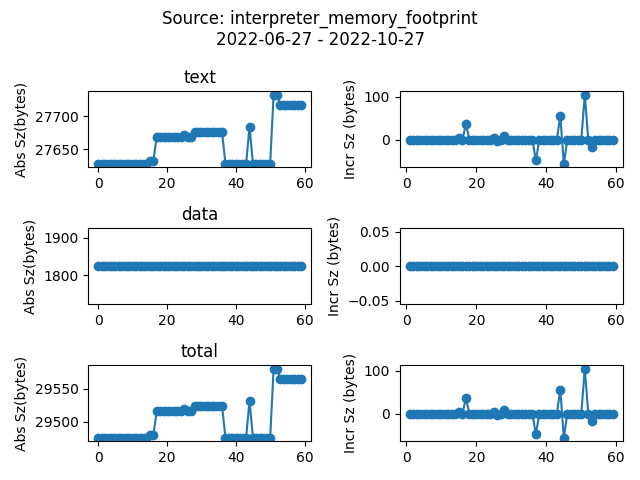 Source: interpreter_memory_footprint
2022-06-27 - 2022-10-27
text
Abs Sz(bytes)
27700
27650
0 20 40 60
Incr Sz (bytes)
100
0
0 20 40 60
data
Abs Sz(bytes)
1900
1800
0 20 40 60
Incr Sz (bytes)
0.05
0.00
−0.05
0 20 40 60
total
Abs Sz(bytes)
29550
29500
0 20 40 60
Incr Sz (bytes)
100
0
0 20 40 60